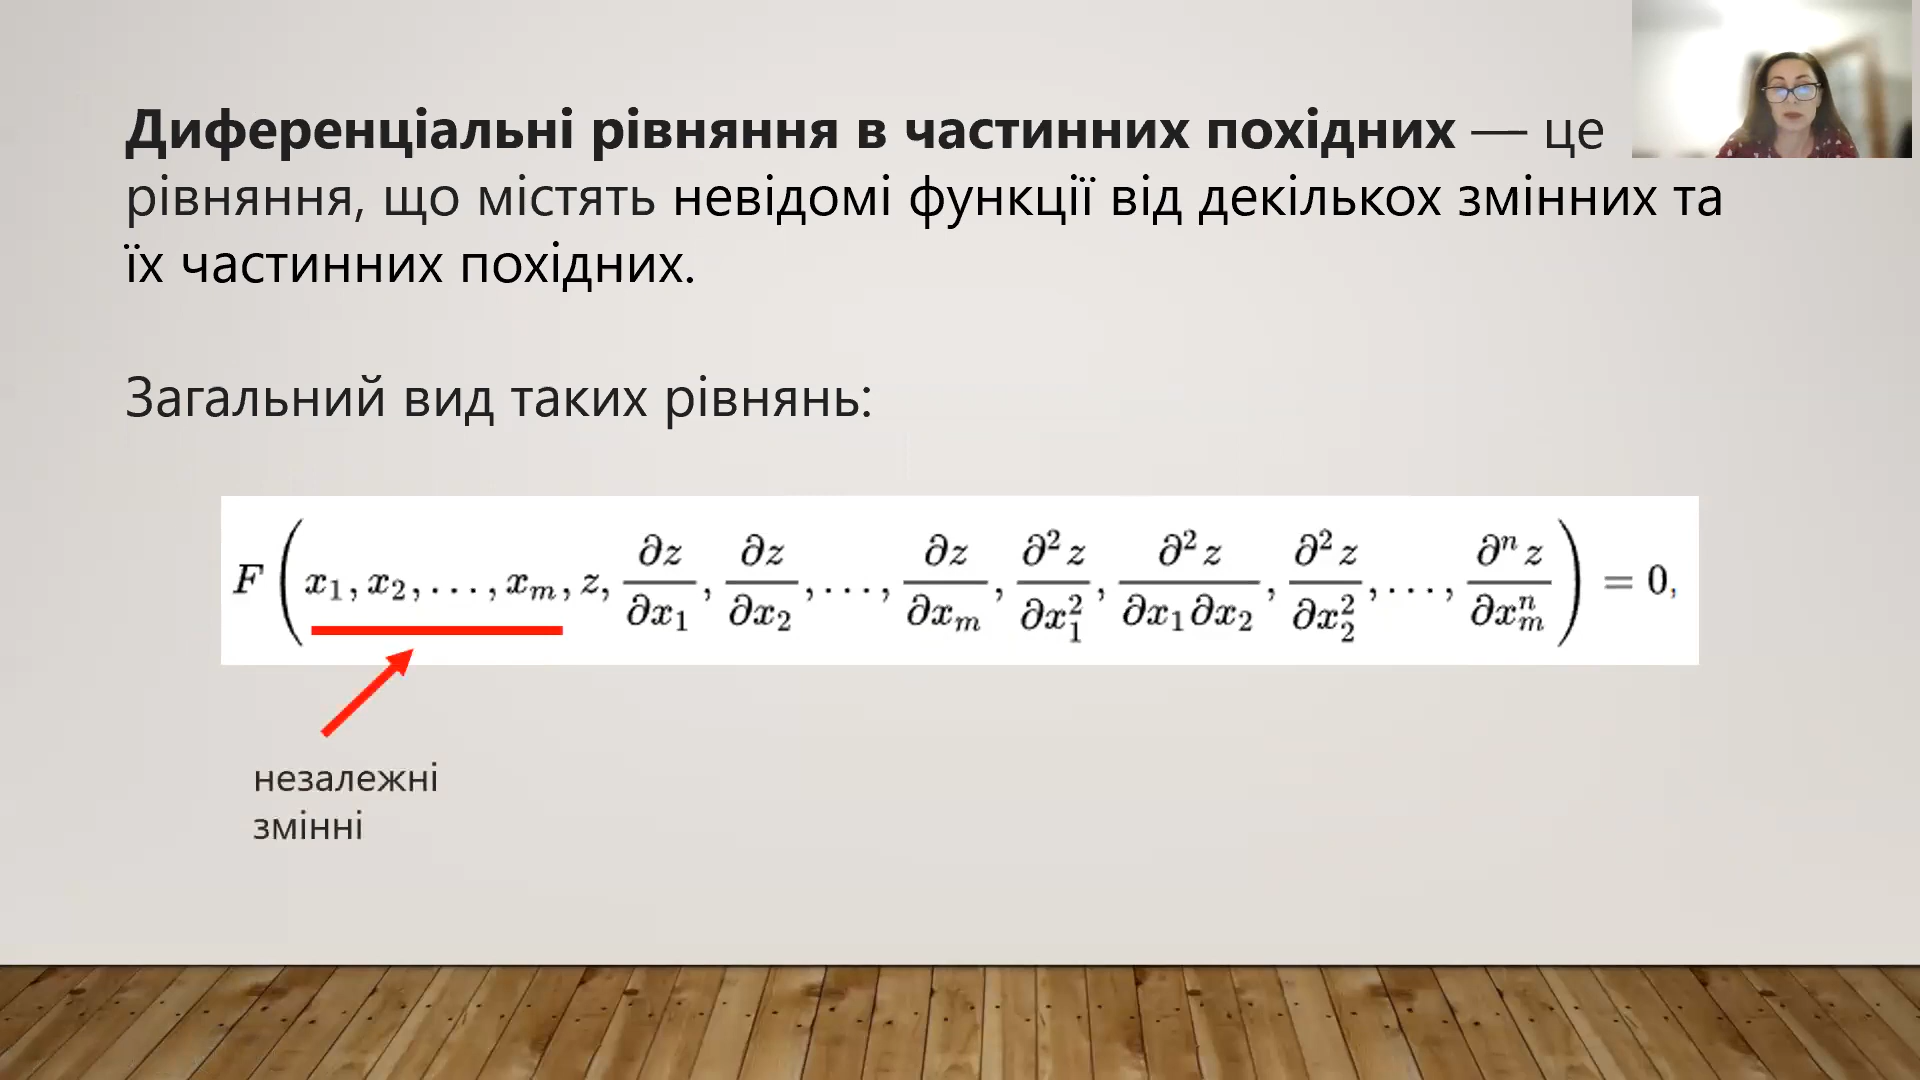 Диференціальні рівняння в частинних похідних — це
рівняння, що містять невідомі функції від декількох змінних та
їх частинних похідних.
Загальний вид таких рівнянь:
F ( x₁, x₂, . . . , xₘ, z, ∂z/∂x₁, ∂z/∂x₂, . . . , ∂z/∂xₘ, ∂²z/∂x₁², ∂²z/∂x₁∂x₂, ∂²z/∂x₂², . . . , ∂ⁿz/∂xₘⁿ ) = 0,
незалежні
змінні